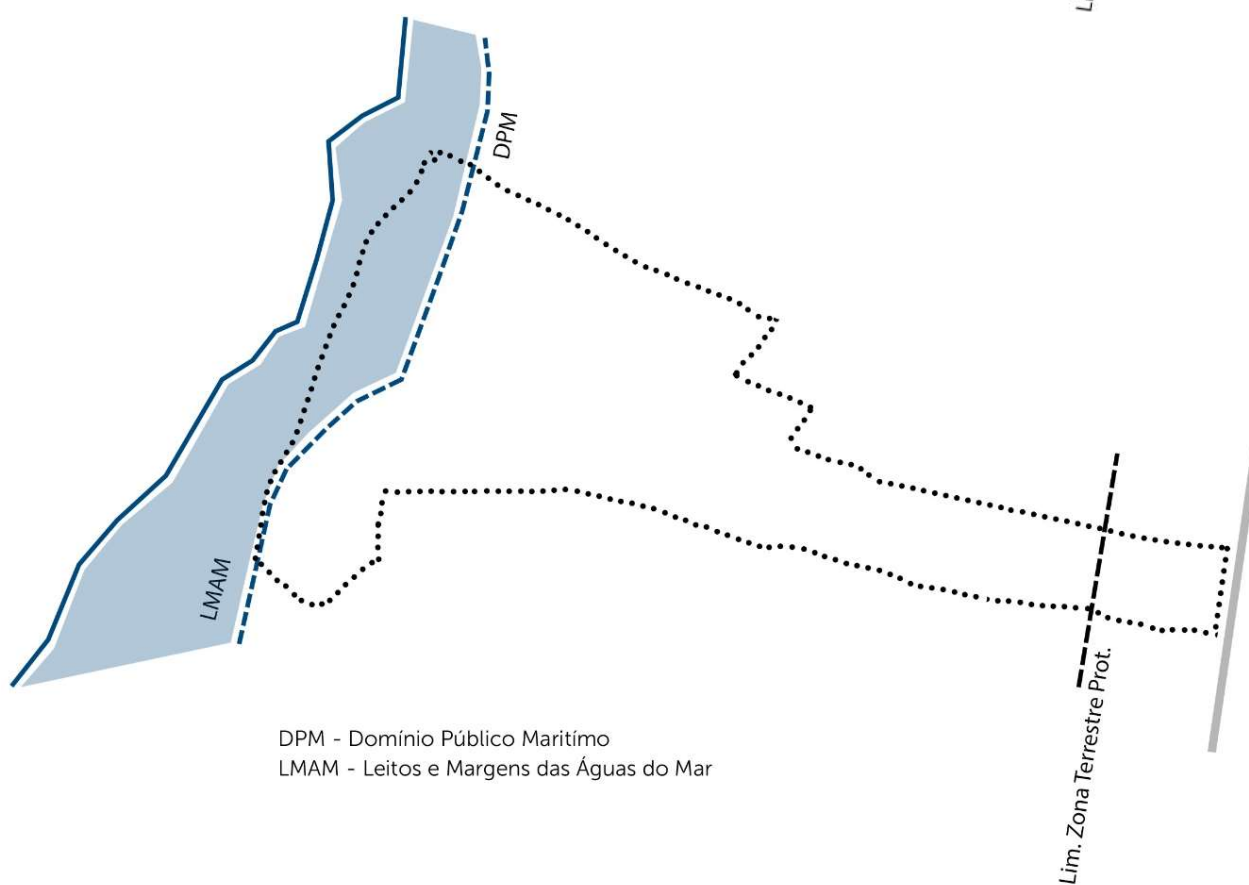 DPM
LMAM
Lim. Zona Terrestre Prot.
DPM - Domínio Público Maritímo
LMAM - Leitos e Margens das Águas do Mar